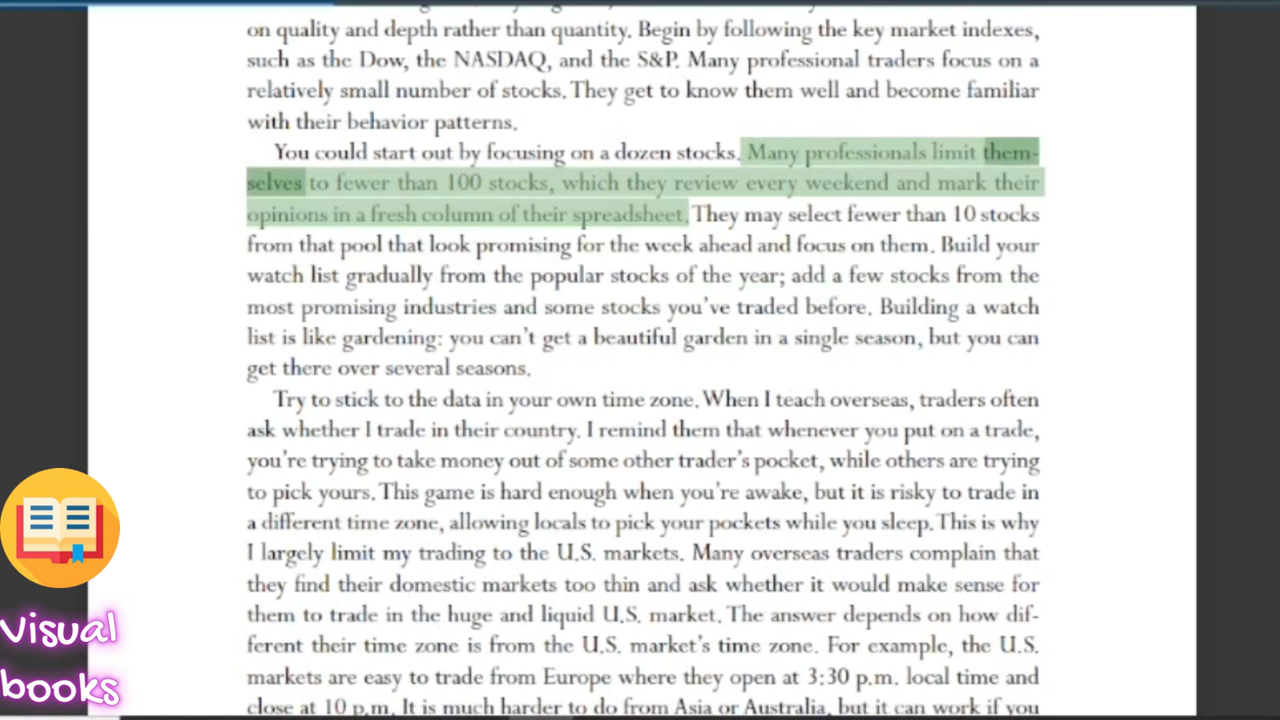 on quality and depth rather than quantity. Begin by following the key market indexes,
such as the Dow, the NASDAQ, and the S&P. Many professional traders focus on a
relatively small number of stocks. They get to know them well and become familiar
with their behavior patterns.
You could start out by focusing on a dozen stocks. Many professionals limit them-
selves to fewer than 100 stocks, which they review every weekend and mark their
opinions in a fresh column of their spreadsheet. They may select fewer than 10 stocks
from that pool that look promising for the week ahead and focus on them. Build your
watch list gradually from the popular stocks of the year; add a few stocks from the
most promising industries and some stocks you've traded before. Building a watch
list is like gardening: you can't get a beautiful garden in a single season, but you can
get there over several seasons.
Try to stick to the data in your own time zone. When I teach overseas, traders often
ask whether I trade in their country. I remind them that whenever you put on a trade,
you're trying to take money out of some other trader's pocket, while others are trying
to pick yours. This game is hard enough when you're awake, but it is risky to trade in
a different time zone, allowing locals to pick your pockets while you sleep. This is why
I largely limit my trading to the U.S. markets. Many overseas traders complain that
they find their domestic markets too thin and ask whether it would make sense for
them to trade in the huge and liquid U.S. market. The answer depends on how dif-
ferent their time zone is from the U.S. market's time zone. For example, the U.S.
markets are easy to trade from Europe where they open at 3:30 p.m. local time and
close at 10 p.m. It is much harder to do from Asia or Australia, but it can work if you
Visual
books